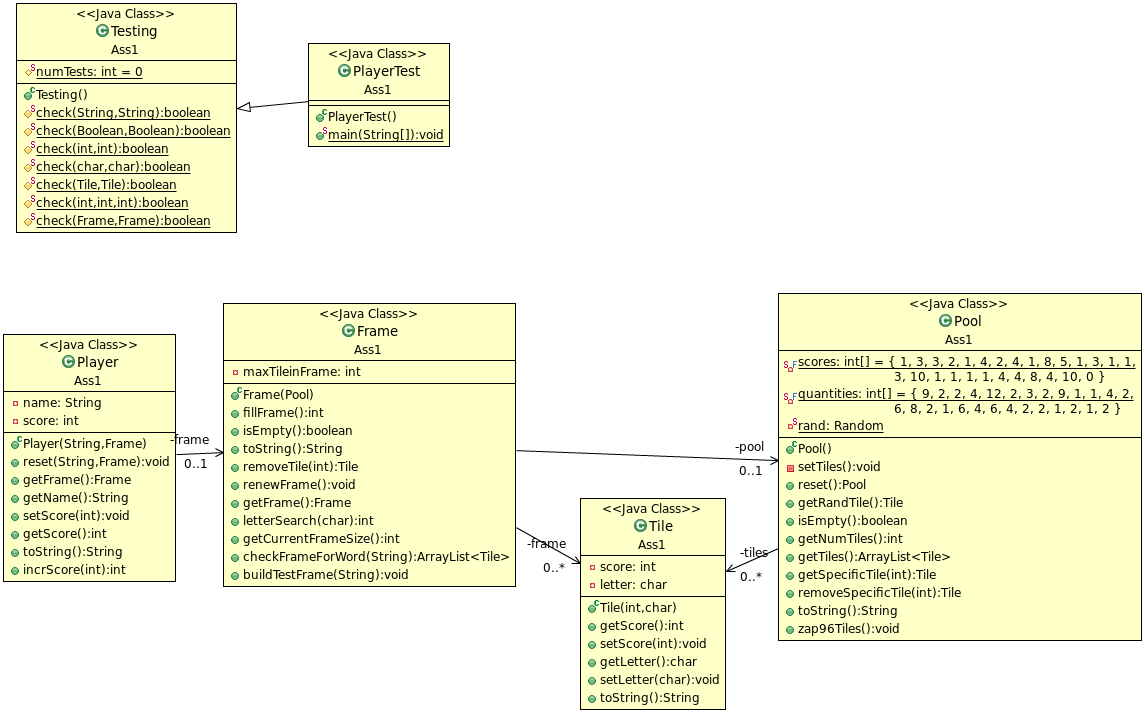 <<Java Class>>
Testing
Ass1
numTests: int = 0
Testing()
check(String,String):boolean
check(Boolean,Boolean):boolean
check(int,int):boolean
check(char,char):boolean
check(Tile,Tile):boolean
check(int,int,int):boolean
check(Frame,Frame):boolean
<<Java Class>>
PlayerTest
Ass1
PlayerTest()
main(String[]):void
<<Java Class>>
Player
Ass1
name: String
score: int
Player(String,Frame)
reset(String,Frame):void
getFrame():Frame
getName():String
setScore(int):void
getScore():int
toString():String
incrScore(int):int
-frame
0..1
<<Java Class>>
Frame
Ass1
maxTileinFrame: int
Frame(Pool)
fillFrame():int
isEmpty():boolean
toString():String
removeTile(int):Tile
renewFrame():void
getFrame():Frame
letterSearch(char):int
getCurrentFrameSize():int
checkFrameForWord(String):ArrayList<Tile>
buildTestFrame(String):void
-pool
0..1
-frame
0..*
<<Java Class>>
Tile
Ass1
score: int
letter: char
Tile(int,char)
getScore():int
setScore(int):void
getLetter():char
setLetter(char):void
toString():String
-tiles
0..*
<<Java Class>>
Pool
Ass1
scores: int[] = { 1, 3, 3, 2, 1, 4, 2, 4, 1, 8, 5, 1, 3, 1, 1,
3, 10, 1, 1, 1, 1, 4, 4, 8, 4, 10, 0 }
quantities: int[] = { 9, 2, 2, 4, 12, 2, 3, 2, 9, 1, 1, 4, 2,
6, 8, 2, 1, 6, 4, 6, 4, 2, 2, 1, 2, 1, 2 }
rand: Random
Pool()
setTiles():void
reset():Pool
getRandTile():Tile
isEmpty():boolean
getNumTiles():int
getTiles():ArrayList<Tile>
getSpecificTile(int):Tile
removeSpecificTile(int):Tile
toString():String
zap96Tiles():void